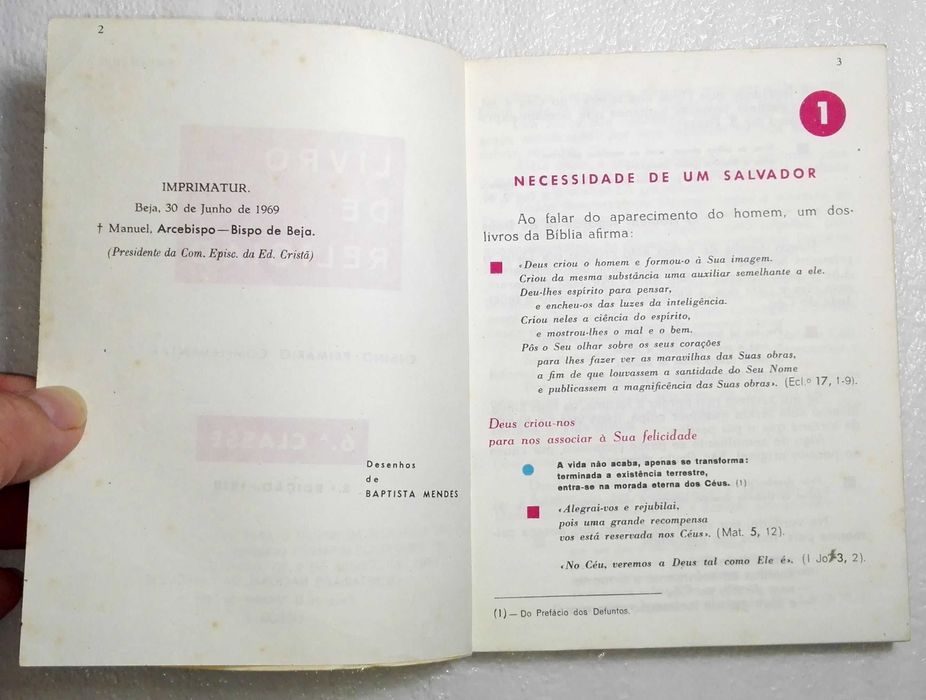 2
IMPRIMATUR.
Beja, 30 de Junho de 1969
† Manuel, Arcebispo — Bispo de Beja.
(Presidente da Com. Episc. da Ed. Cristã)
LIVRO
DE
6.ª CLASSE
Desenhos
de
BAPTISTA MENDES
3
1
NECESSIDADE DE UM SALVADOR
Ao falar do aparecimento do homem, um dos-
livros da Bíblia afirma:
«Deus criou o homem e formou-o à Sua imagem.
Criou da mesma substância uma auxiliar semelhante a ele.
Deu-lhes espírito para pensar,
e encheu-os das luzes da inteligência.
Criou neles a ciência do espírito,
e mostrou-lhes o mal e o bem.
Pôs o Seu olhar sobre os seus corações
para lhes fazer ver as maravilhas das Suas obras,
a fim de que louvassem a santidade do Seu Nome
e publicassem a magnificência das Suas obras». (Ecl.º 17, 1-9).
Deus criou-nos
para nos associar à Sua felicidade
A vida não acaba, apenas se transforma:
terminada a existência terrestre,
entra-se na morada eterna dos Céus. (1)
«Alegrai-vos e rejubilai,
pois uma grande recompensa
vos está reservada nos Céus». (Mat. 5, 12).
«No Céu, veremos a Deus tal como Ele é». (I Jo 3, 2).
(1) — Do Prefácio dos Defuntos.